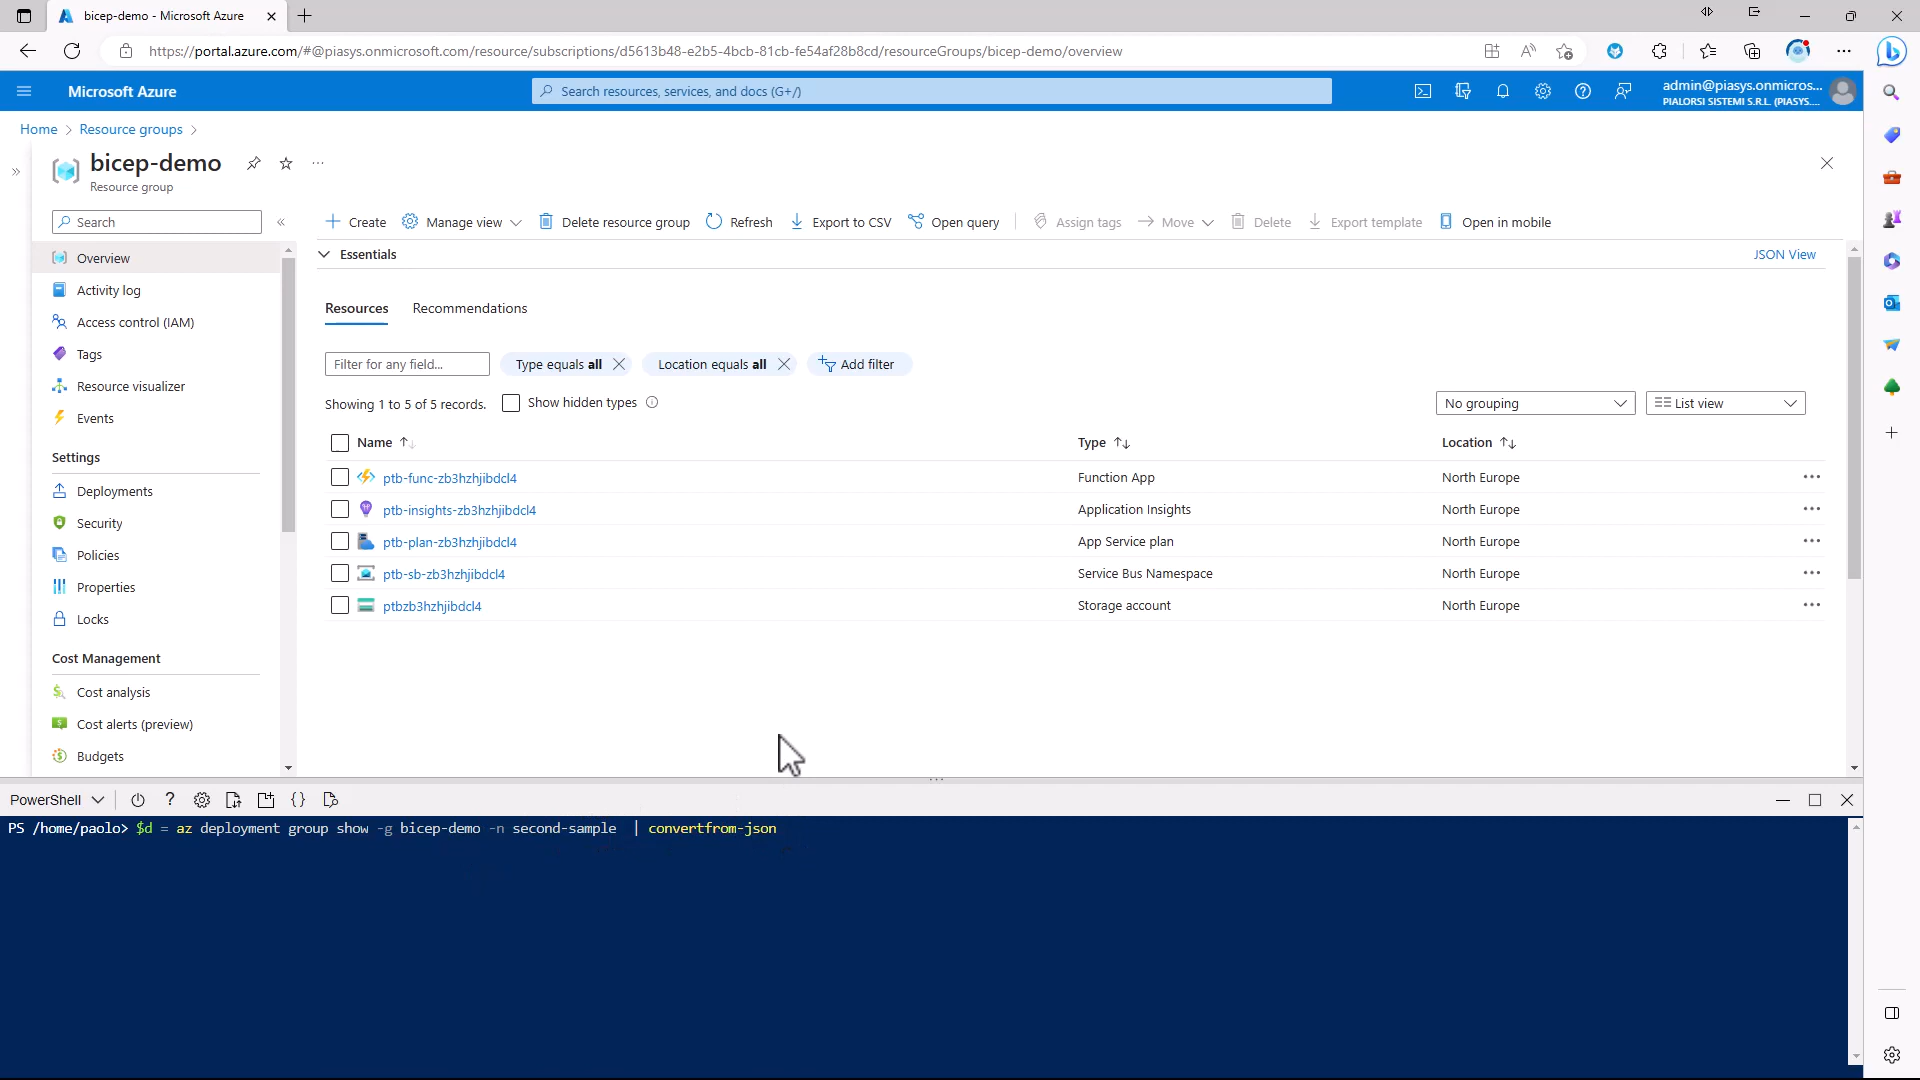 bicep-demo - Microsoft Azure
https://portal.azure.com/#@piasys.onmicrosoft.com/resource/subscriptions/d5613b48-e2b5-4bcb-81cb-fe54af28b8cd/resourceGroups/bicep-demo/overview
Microsoft Azure
Search resources, services, and docs (G+/)
admin@piasys.onmicros...
PIALORSI SISTEMI S.R.L. (PIASYS....
Home > Resource groups >
bicep-demo
Resource group
Search
Create
Manage view
Delete resource group
Refresh
Export to CSV
Open query
Assign tags
Move
Delete
Export template
Open in mobile
Overview
Activity log
Access control (IAM)
Tags
Resource visualizer
Events
Settings
Deployments
Security
Policies
Properties
Locks
Cost Management
Cost analysis
Cost alerts (preview)
Budgets
Essentials
JSON View
Resources
Recommendations
Filter for any field...
Type equals all
Location equals all
Add filter
Showing 1 to 5 of 5 records.
Show hidden types
No grouping
List view
Name
Type
Location
ptb-func-zb3hzhjibdcl4
Function App
North Europe
ptb-insights-zb3hzhjibdcl4
Application Insights
North Europe
ptb-plan-zb3hzhjibdcl4
App Service plan
North Europe
ptb-sb-zb3hzhjibdcl4
Service Bus Namespace
North Europe
ptbzb3hzhjibdcl4
Storage account
North Europe
PowerShell
PS /home/paolo> $d = az deployment group show -g bicep-demo -n second-sample  | convertfrom-json